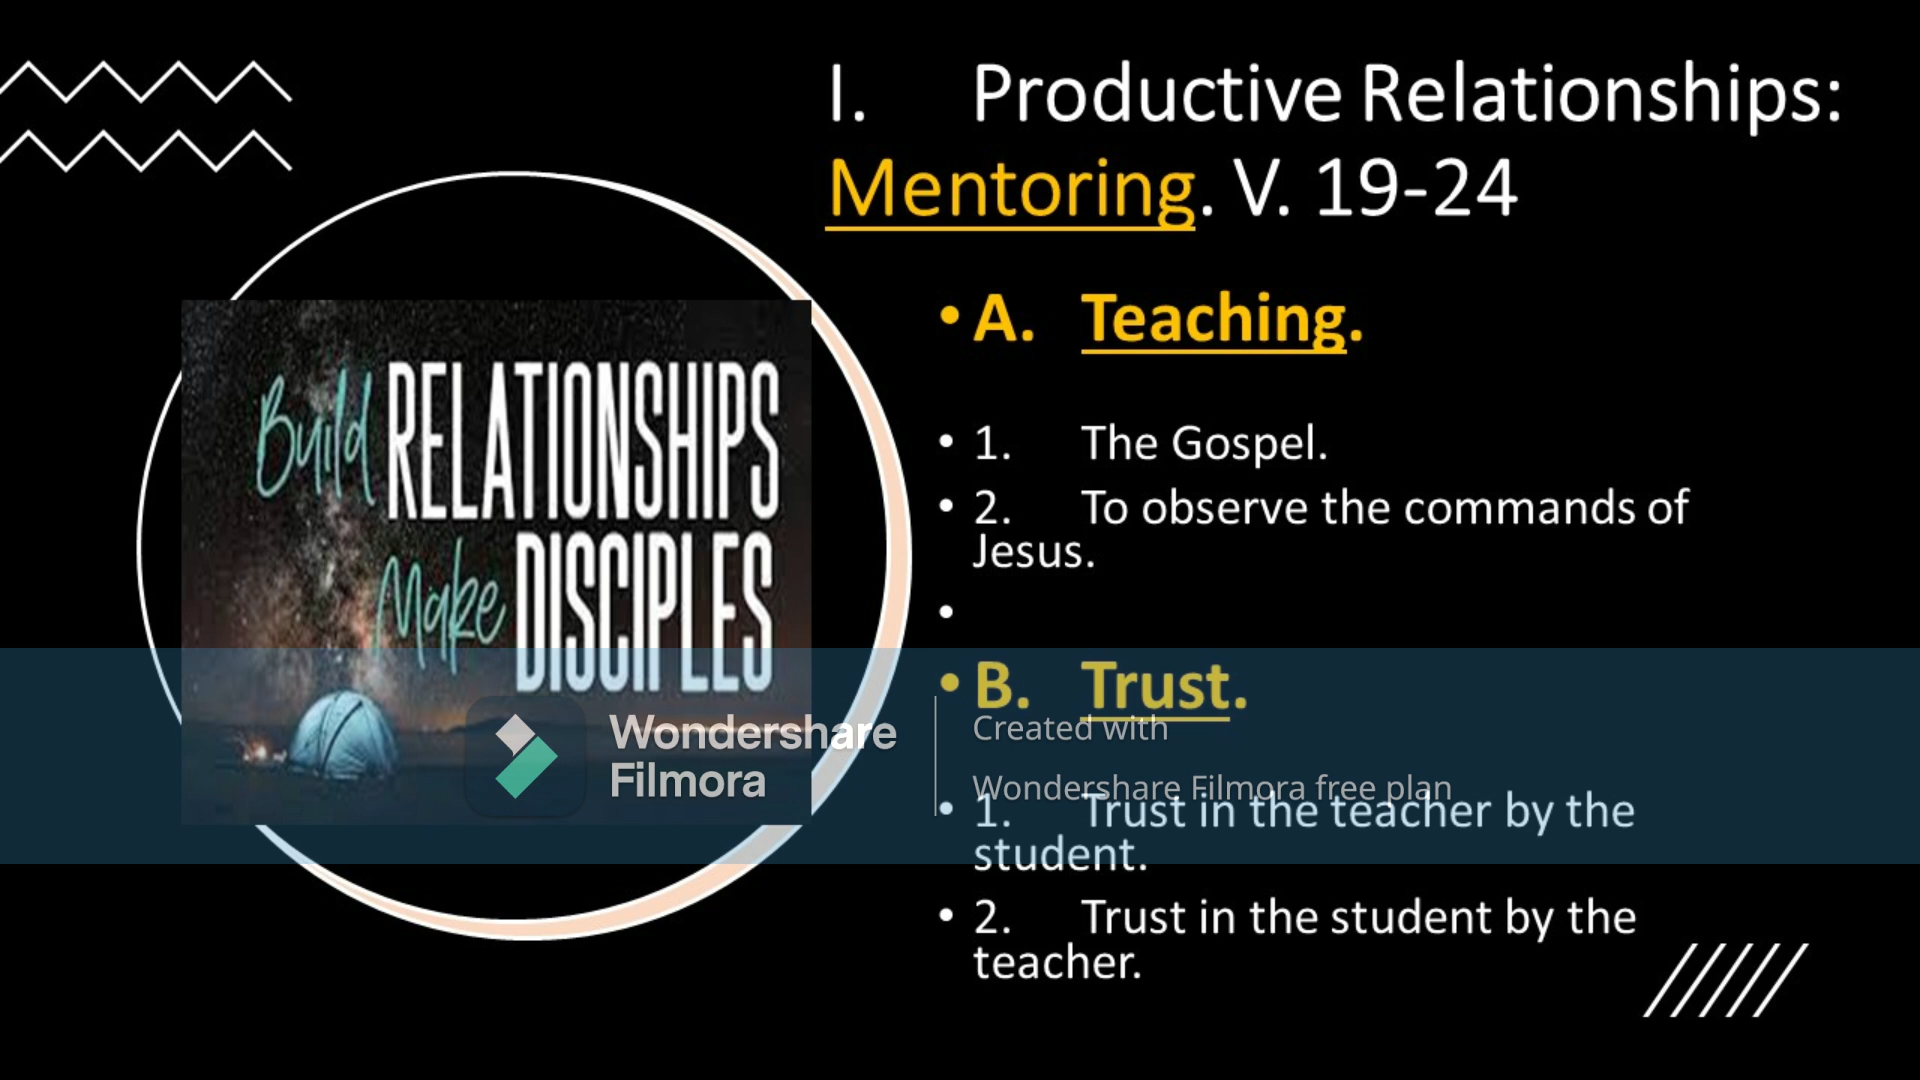 I. Productive Relationships:
Mentoring. V. 19-24
• A. Teaching.
• 1. The Gospel.
• 2. To observe the commands of
Jesus.
•
• B. Trust.
• 1. Trust in the teacher by the
student.
• 2. Trust in the student by the
teacher.
Build RELATIONSHIPS
Make DISCIPLES
Wondershare
Filmora
Created with
Wondershare Filmora free plan